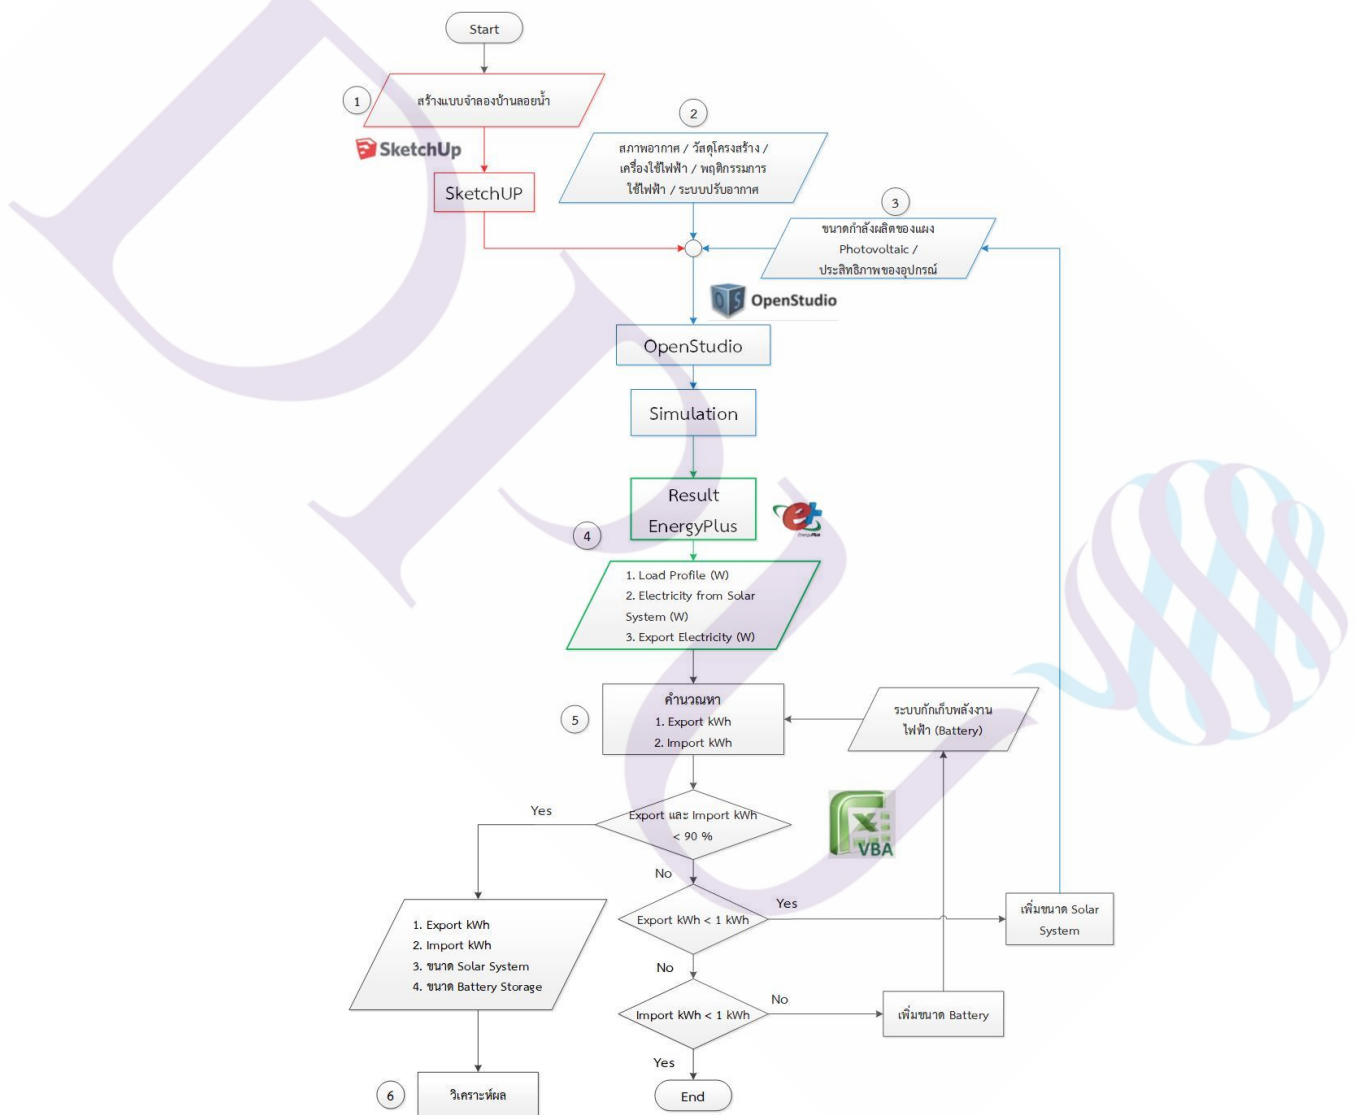 Start
1
สร้างแบบจำลองบ้านลอยน้ำ
SketchUp
SketchUP
2
สภาพอากาศ / วัสดุโครงสร้าง /
เครื่องใช้ไฟฟ้า / พฤติกรรมการ
ใช้ไฟฟ้า / ระบบปรับอากาศ
3
ขนาดกำลังผลิตของแผง
Photovoltaic /
ประสิทธิภาพของอุปกรณ์
OS OpenStudio
OpenStudio
Simulation
Result
EnergyPlus
e+
EnergyPlus
4
1. Load Profile (W)
2. Electricity from Solar
System (W)
3. Export Electricity (W)
5
คำนวณหา
1. Export kWh
2. Import kWh
ระบบกักเก็บพลังงาน
ไฟฟ้า (Battery)
Export และ Import kWh
< 90 %
Yes
No
X
VBA
Export kWh < 1 kWh
Yes
No
เพิ่มขนาด Solar
System
1. Export kWh
2. Import kWh
3. ขนาด Solar System
4. ขนาด Battery Storage
Import kWh < 1 kWh
No
Yes
เพิ่มขนาด Battery
6
วิเคราะห์ผล
End
DPU